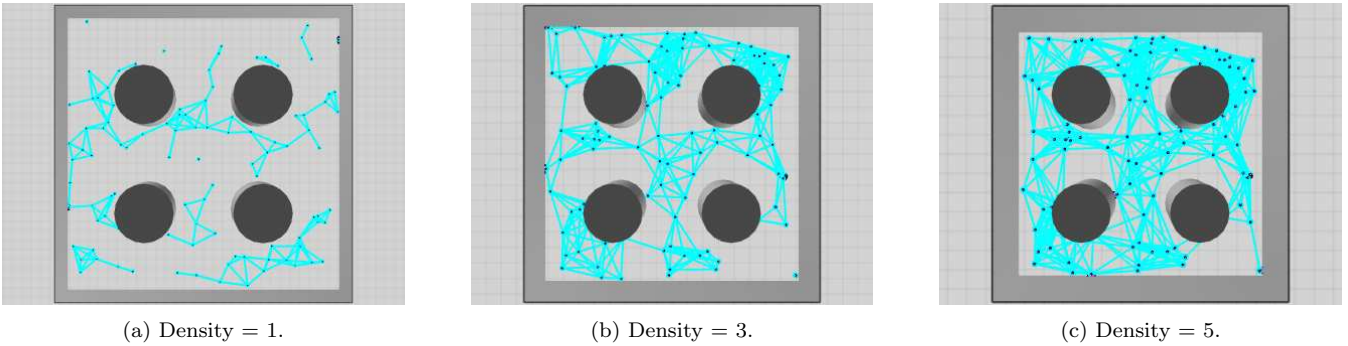 (a) Density = 1.
(b) Density = 3.
(c) Density = 5.